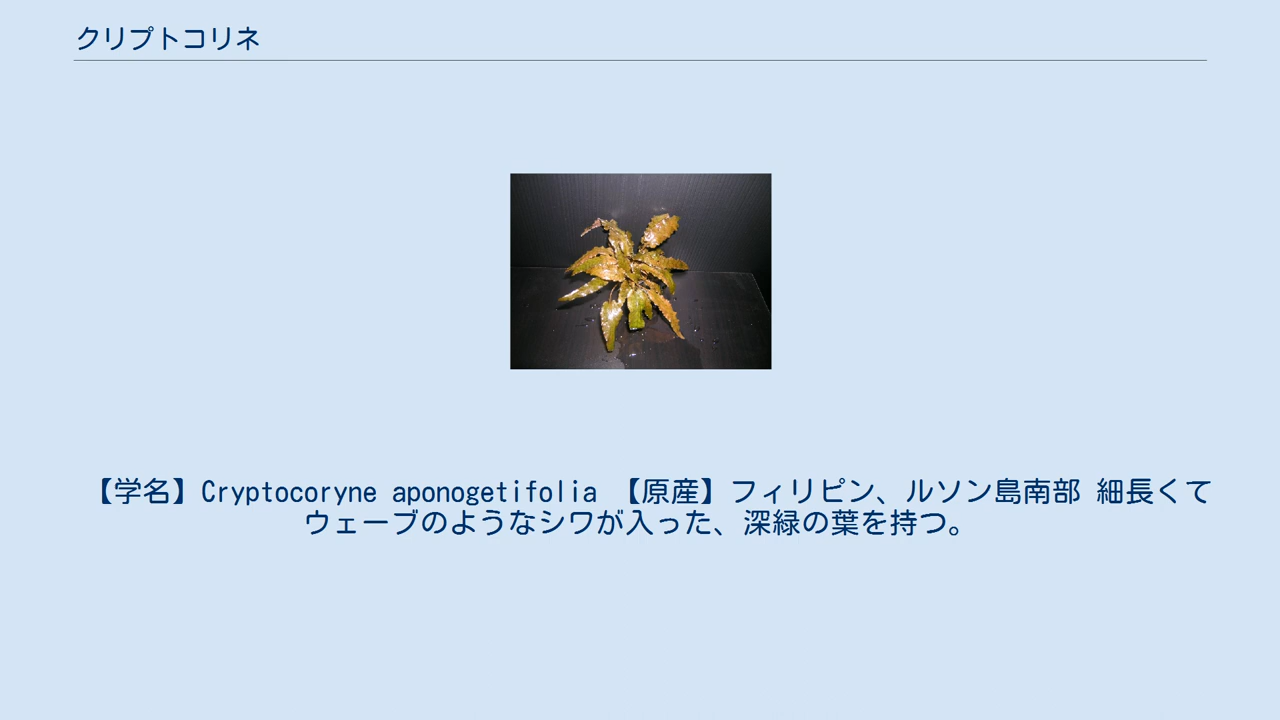 クリプトコリネ
【学名】Cryptocoryne aponogetifolia 【原産】フィリピン、ルソン島南部 細長くて
ウェーブのようなシワが入った、深緑の葉を持つ。